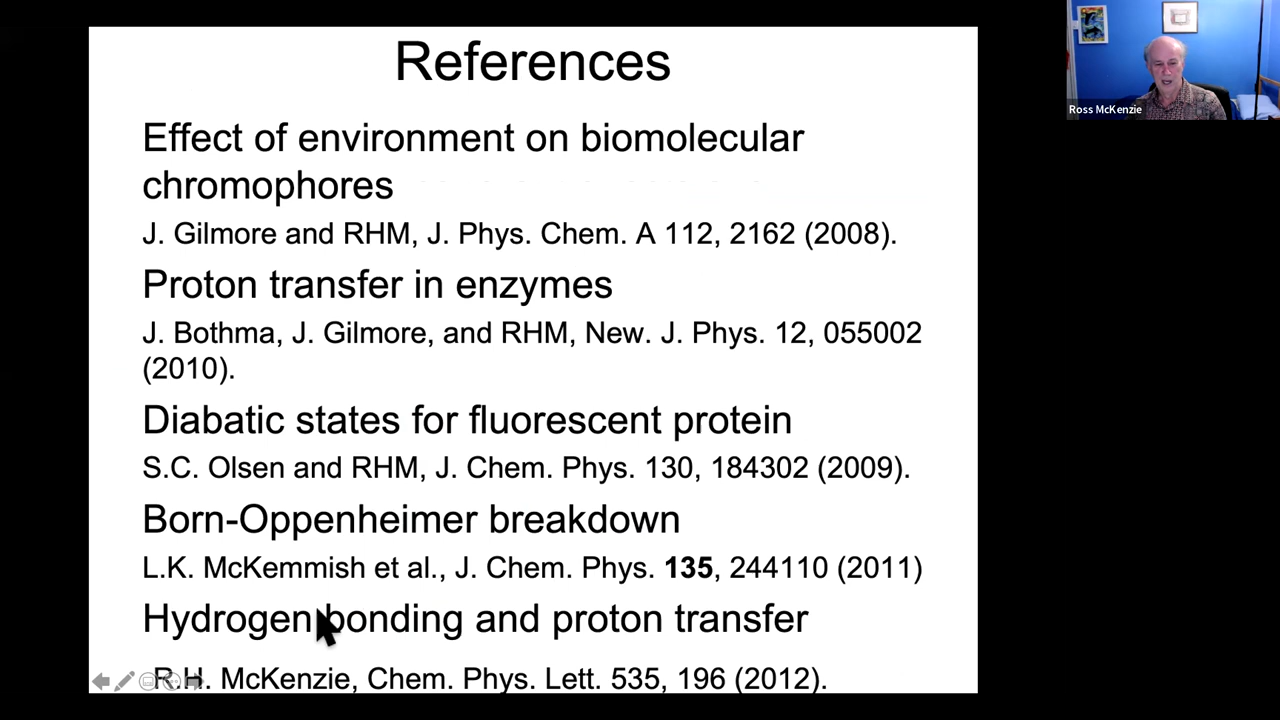 References
Effect of environment on biomolecular
chromophores
J. Gilmore and RHM, J. Phys. Chem. A 112, 2162 (2008).
Proton transfer in enzymes
J. Bothma, J. Gilmore, and RHM, New. J. Phys. 12, 055002
(2010).
Diabatic states for fluorescent protein
S.C. Olsen and RHM, J. Chem. Phys. 130, 184302 (2009).
Born-Oppenheimer breakdown
L.K. McKemmish et al., J. Chem. Phys. 135, 244110 (2011)
Hydrogen bonding and proton transfer
R.H. McKenzie, Chem. Phys. Lett. 535, 196 (2012).
Ross McKenzie